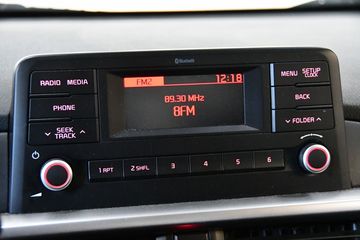 Bluetooth
RADIO MEDIA
FM2 12:18
MENU SETUP
CLOCK
89.30 MHz
8FM
PHONE
BACK
SEEK
TRACK
FOLDER
1 RPT 2 SHFL 3 4 5 6